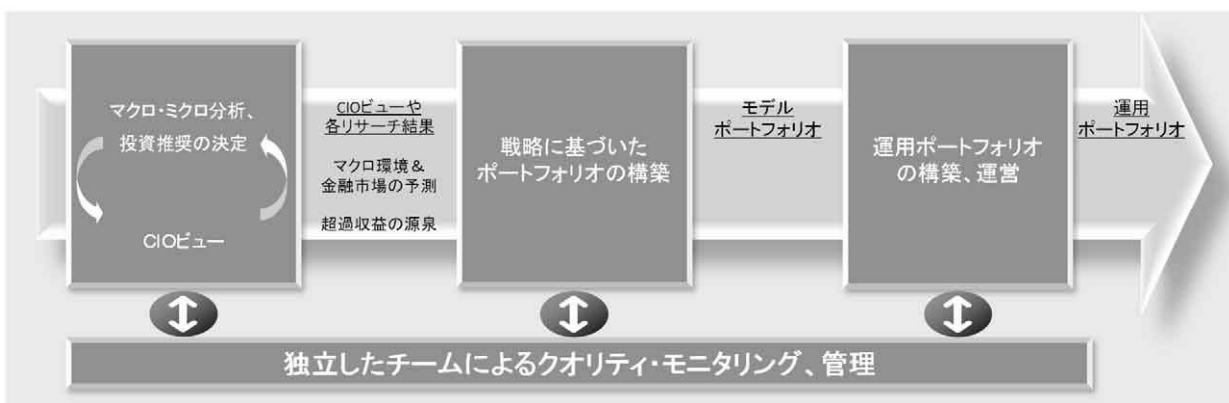 マクロ・ミクロ分析、
投資推奨の決定
CIOビュー
CIOビューや
各リサーチ結果
マクロ環境＆
金融市場の予測
超過収益の源泉
戦略に基づいた
ポートフォリオの構築
モデル
ポートフォリオ
運用ポートフォリオ
の構築、運営
運用
ポートフォリオ
独立したチームによるクオリティ・モニタリング、管理